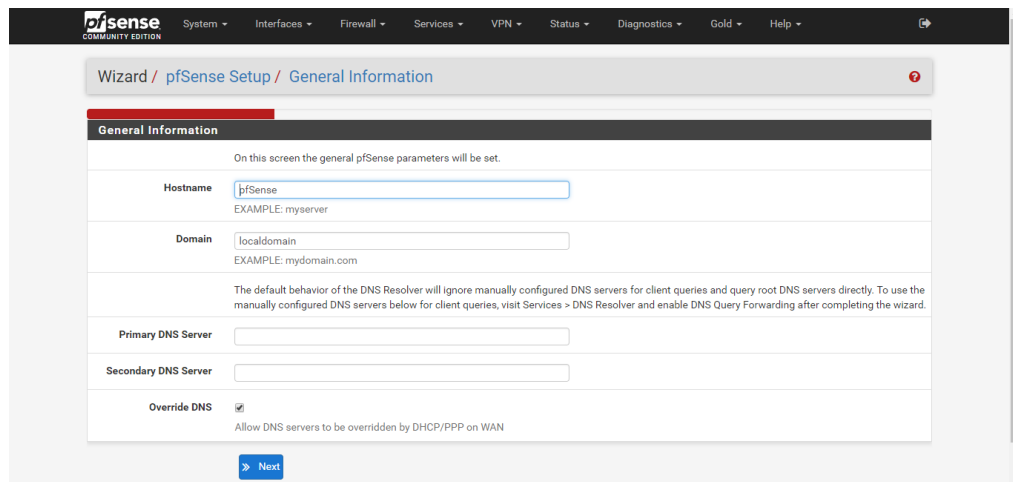 pfsense System Interfaces Firewall Services VPN Status Diagnostics Gold Help
COMMUNITY EDITION
Wizard / pfSense Setup / General Information
General Information
On this screen the general pfSense parameters will be set.
Hostname pfSense
EXAMPLE: myserver
Domain localdomain
EXAMPLE: mydomain.com
The default behavior of the DNS Resolver will ignore manually configured DNS servers for client queries and query root DNS servers directly. To use the
manually configured DNS servers below for client queries, visit Services > DNS Resolver and enable DNS Query Forwarding after completing the wizard.
Primary DNS Server
Secondary DNS Server
Override DNS
Allow DNS servers to be overridden by DHCP/PPP on WAN
» Next